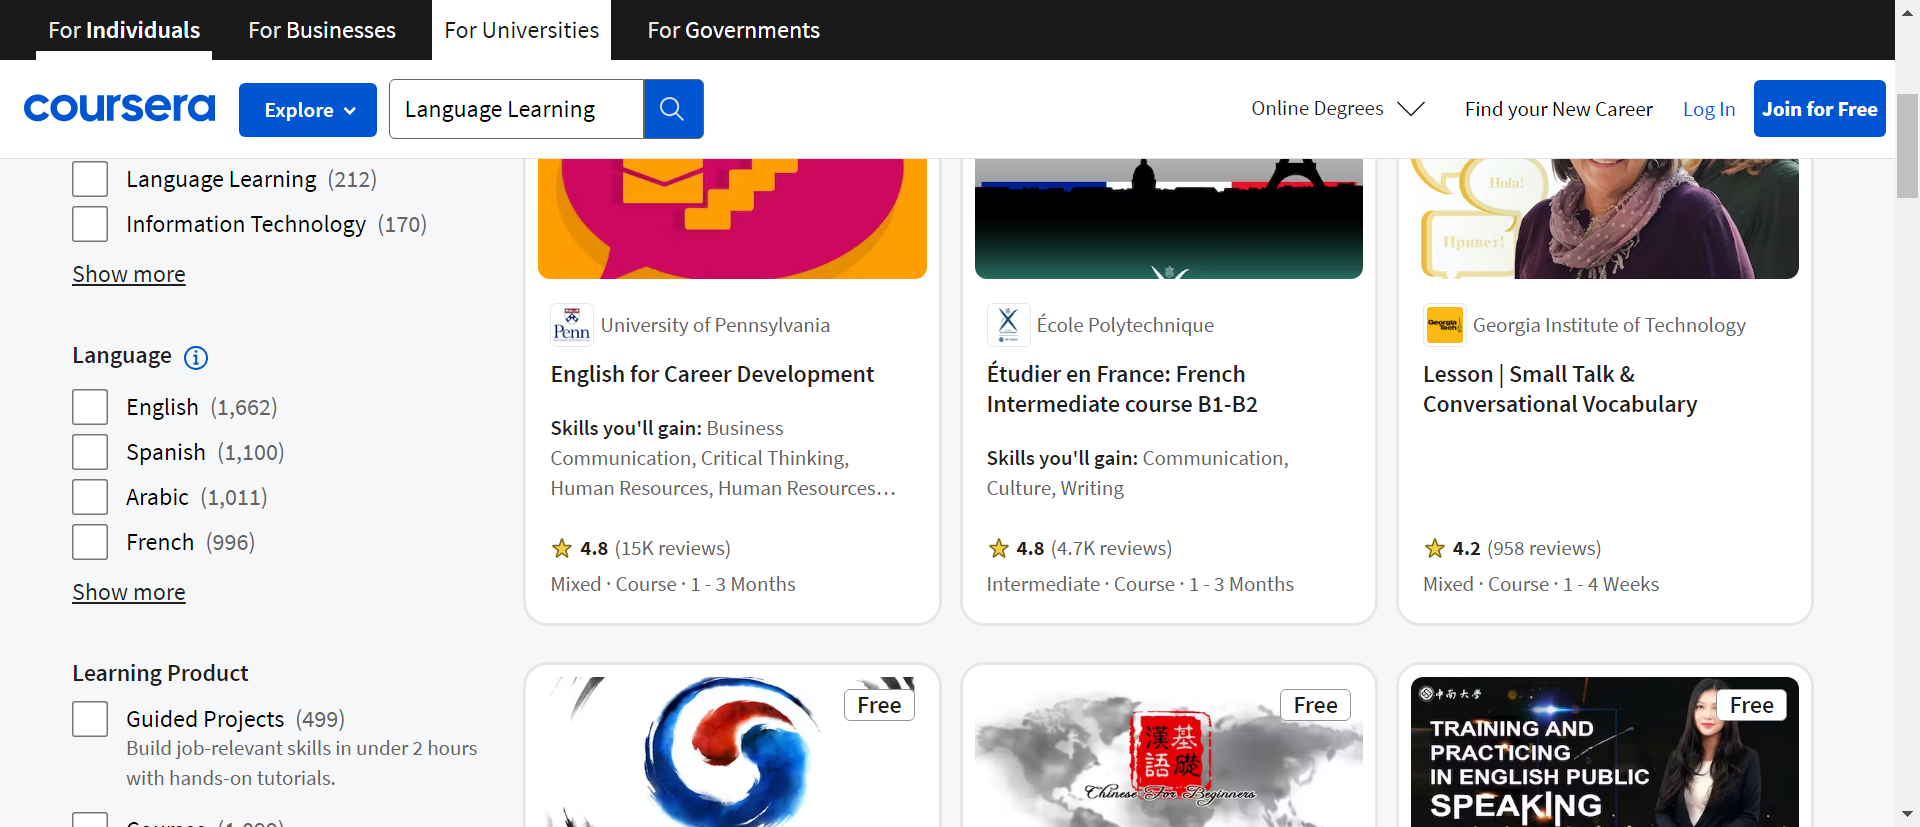 For Individuals
For Businesses
For Universities
For Governments
coursera
Explore
Language Learning
Online Degrees
Find your New Career
Log In
Join for Free
Language Learning (212)
Information Technology (170)
Show more
Language
English (1,662)
Spanish (1,100)
Arabic (1,011)
French (996)
Show more
Learning Product
Guided Projects (499)
Build job-relevant skills in under 2 hours
with hands-on tutorials.
Penn
University of Pennsylvania
English for Career Development
Skills you'll gain: Business
Communication, Critical Thinking,
Human Resources, Human Resources…
4.8 (15K reviews)
Mixed · Course · 1 - 3 Months
École Polytechnique
Étudier en France: French
Intermediate course B1-B2
Skills you'll gain: Communication,
Culture, Writing
4.8 (4.7K reviews)
Intermediate · Course · 1 - 3 Months
Hola!
Привет!
Georgia
Tech
Georgia Institute of Technology
Lesson | Small Talk &
Conversational Vocabulary
4.2 (958 reviews)
Mixed · Course · 1 - 4 Weeks
Free
Free
漢語
基礎
Chinese For Beginners
中南大学
Free
TRAINING AND
PRACTICING
IN ENGLISH PUBLIC
SPEAKING